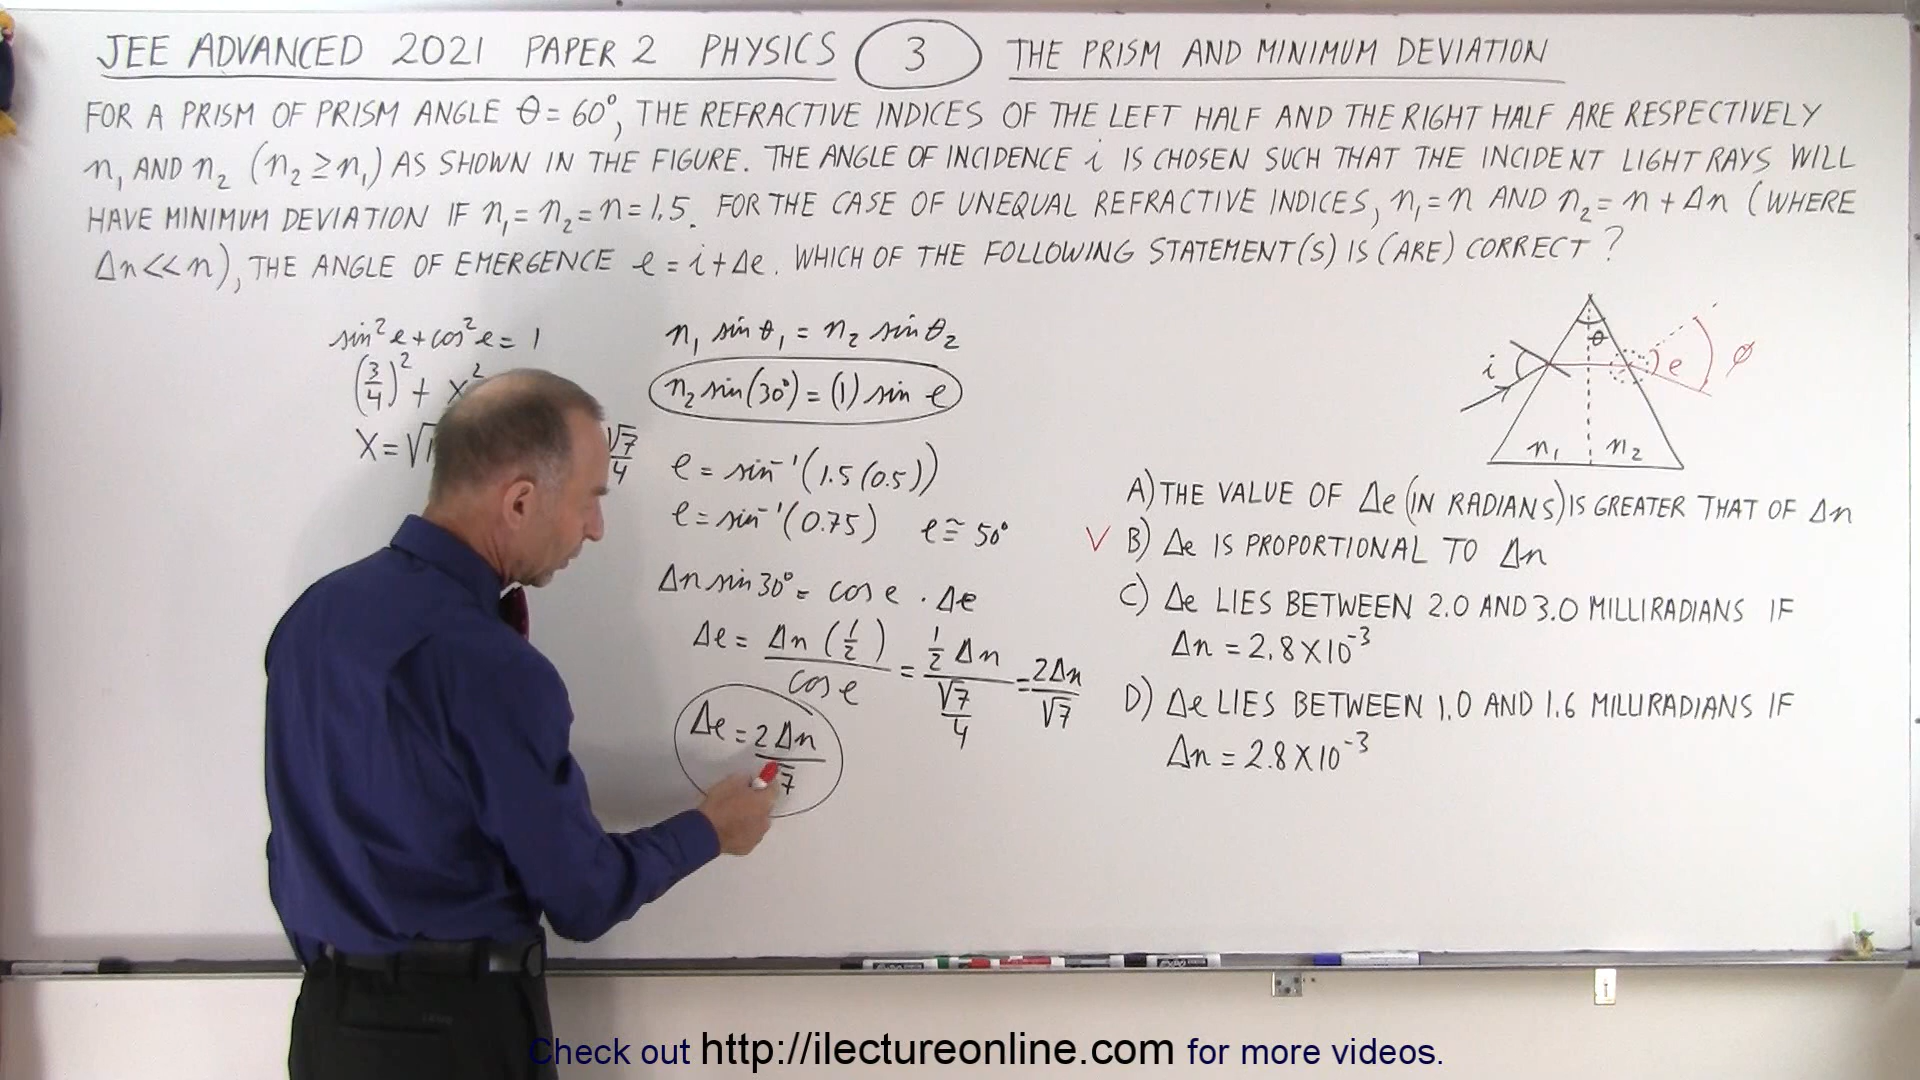 JEE ADVANCED 2021 PAPER 2 PHYSICS 3 THE PRISM AND MINIMUM DEVIATION
FOR A PRISM OF PRISM ANGLE θ = 60°, THE REFRACTIVE INDICES OF THE LEFT HALF AND THE RIGHT HALF ARE RESPECTIVELY
n₁ AND n₂ (n₂ ≥ n₁) AS SHOWN IN THE FIGURE. THE ANGLE OF INCIDENCE i IS CHOSEN SUCH THAT THE INCIDENT LIGHT RAYS WILL
HAVE MINIMUM DEVIATION IF n₁ = n₂ = n = 1.5. FOR THE CASE OF UNEQUAL REFRACTIVE INDICES, n₁ = n AND n₂ = n + Δn (WHERE
Δn << n), THE ANGLE OF EMERGENCE e = i + Δe. WHICH OF THE FOLLOWING STATEMENT(S) IS (ARE) CORRECT?
sin²e + cos²e = 1
(3/4)² + x²
x = √1
√7/4
n₁ sin θ₁ = n₂ sin θ₂
n₂ sin(30°) = (1) sin e
e = sin⁻¹(1.5(0.5))
e = sin⁻¹(0.75) e ≅ 50°
Δn sin 30° = cos e · Δe
Δe = Δn (1/2) / cos e = 1/2 Δn / √7/4 = 2Δn/√7
Δe = 2Δn/√7
i θ e φ
n₁ n₂
A) THE VALUE OF Δe (IN RADIANS) IS GREATER THAT OF Δn
V B) Δe IS PROPORTIONAL TO Δn
C) Δe LIES BETWEEN 2.0 AND 3.0 MILLIRADIANS IF
Δn = 2.8 X 10⁻³
D) Δe LIES BETWEEN 1.0 AND 1.6 MILLIRADIANS IF
Δn = 2.8 X 10⁻³
Check out http://ilectureonline.com for more videos.